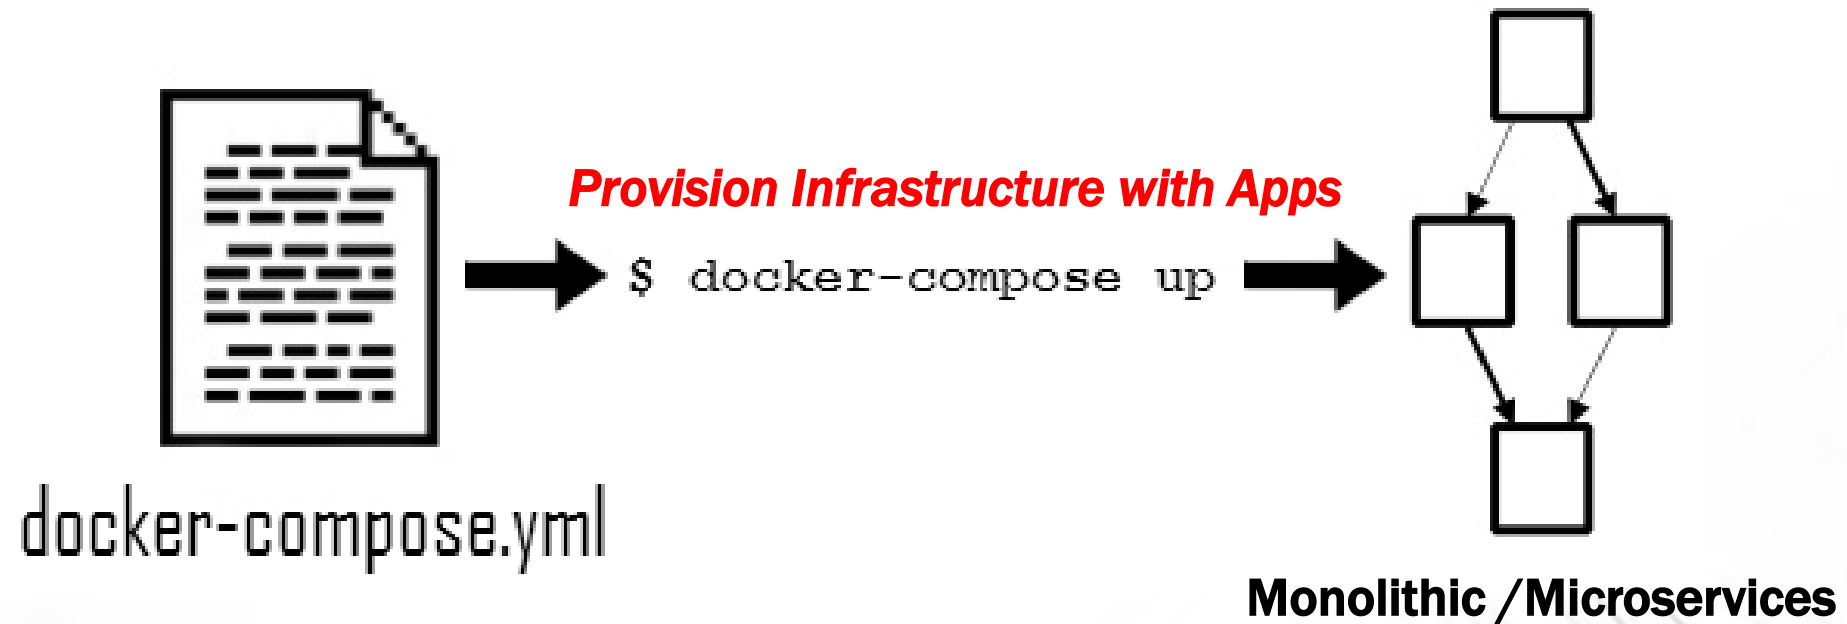 Provision Infrastructure with Apps
$ docker-compose up
docker-compose.yml
Monolithic /Microservices